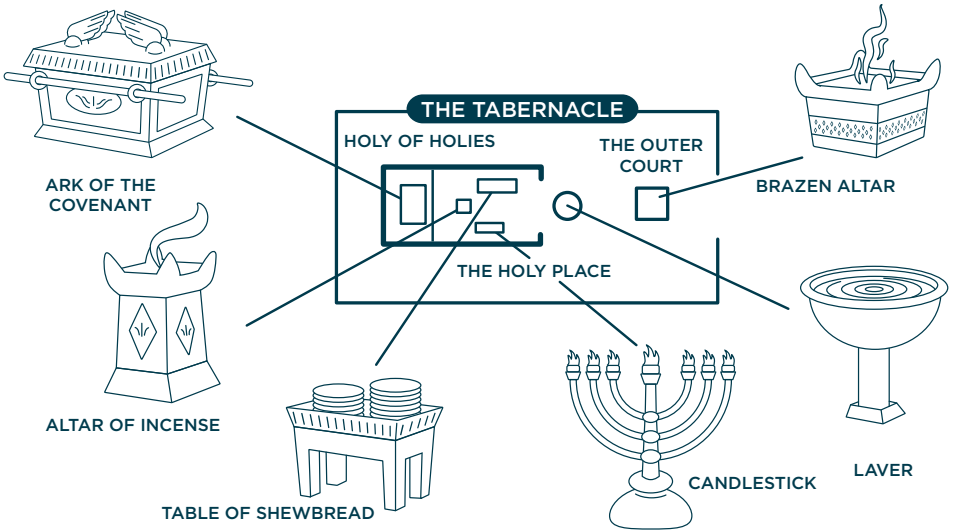 THE TABERNACLE
HOLY OF HOLIES
THE OUTER
COURT
BRAZEN ALTAR
ARK OF THE
COVENANT
THE HOLY PLACE
ALTAR OF INCENSE
LAVER
CANDLESTICK
TABLE OF SHEWBREAD